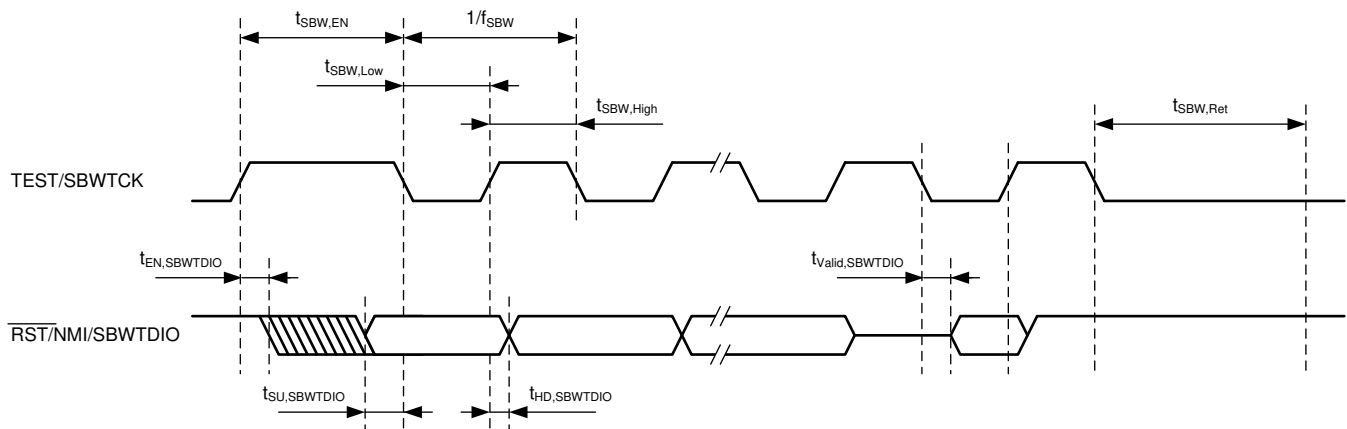 tSBW,EN
1/fSBW
tSBW,Low
tSBW,High
tSBW,Ret
TEST/SBWTCK
tEN,SBWTDIO
tValid,SBWTDIO
RST/NMI/SBWTDIO
tSU,SBWTDIO
tHD,SBWTDIO